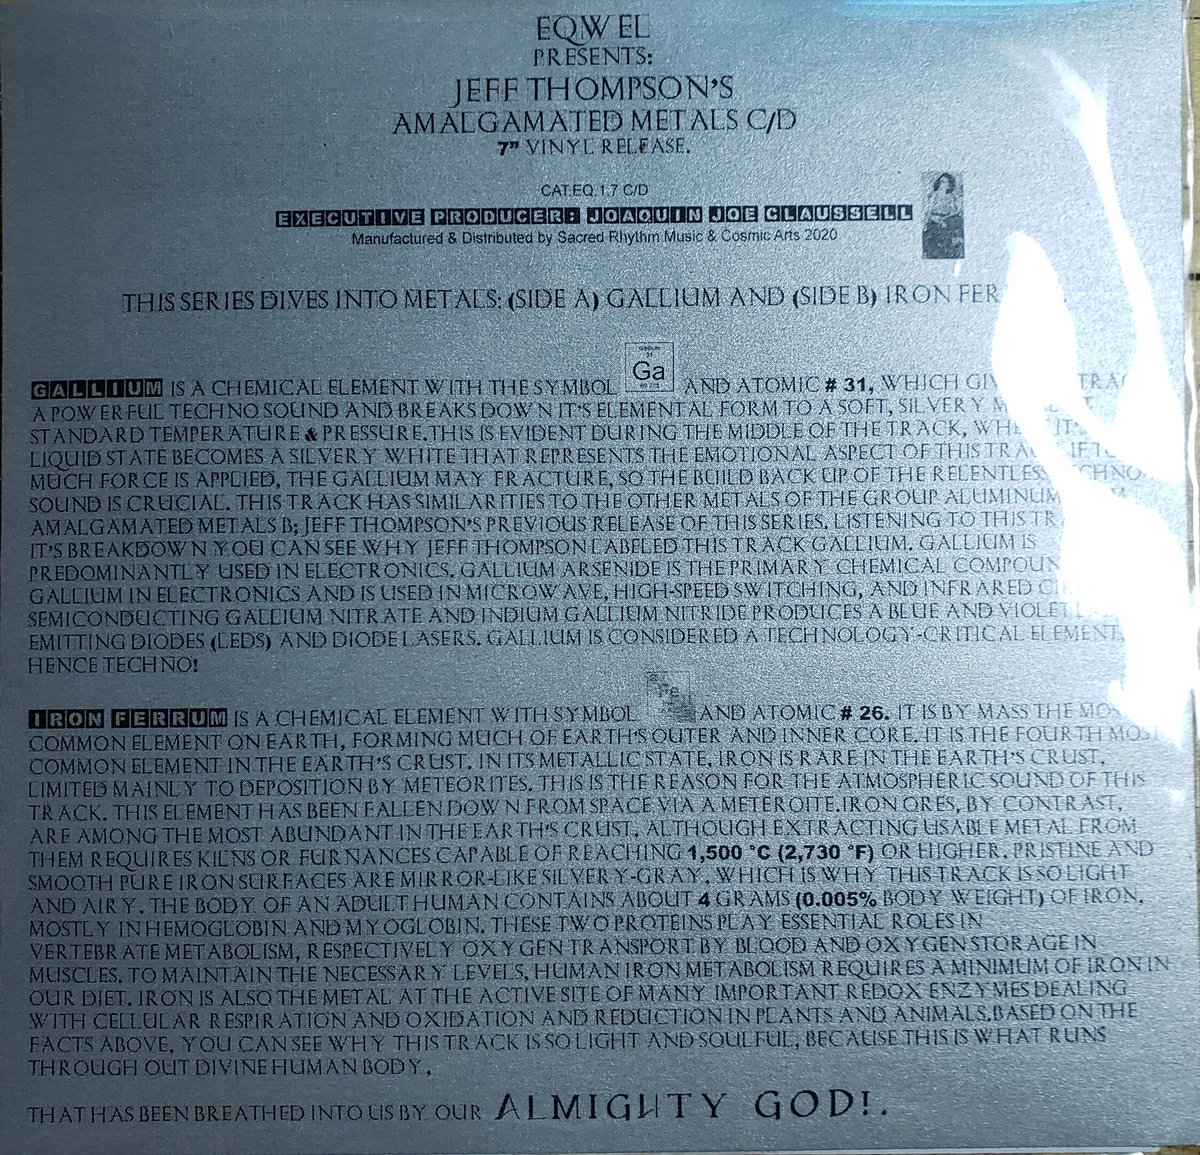 EQWEL
PRESENTS:
JEFF THOMPSON'S
AMALGAMATED METALS C/D
7" VINYL RELEASE.
CAT.EQ.1.7 C/D
EXECUTIVE PRODUCER: JOAQUIN JOE CLAUSSELL
Manufactured & Distributed by Sacred Rhythm Music & Cosmic Arts 2020
THIS SERIES DIVES INTO METALS: (SIDE A) GALLIUM AND (SIDE B) IRON
Gallium
31
Ga
GALLIUM IS A CHEMICAL ELEMENT WITH THE SYMBOL AND ATOMIC # 31, WHICH
A POWERFUL TECHNO SOUND AND BREAKS DOWN IT'S ELEMENTAL FORM TO A SOFT, SILVERY
STANDARD TEMPERATURE & PRESSURE.THIS IS EVIDENT DURING THE MIDDLE OF THE TRACK,
LIQUID STATE BECOMES A SILVERY WHITE THAT REPRESENTS THE EMOTIONAL ASPECT OF THIS
MUCH FORCE IS APPLIED, THE GALLIUM MAY FRACTURE, SO THE BUILD BACK UP OF THE RELENTLESS
SOUND IS CRUCIAL. THIS TRACK HAS SIMILARITIES TO THE OTHER METALS OF THE GROUP ALUMINUM
AMALGAMATED METALS B; JEFF THOMPSON'S PREVIOUS RELEASE OF THIS SERIES. LISTENING TO THIS
IT'S BREAKDOWN YOU CAN SEE WHY JEFF THOMPSON LABELED THIS TRACK GALLIUM. GALLIUM IS
PREDOMINANTLY USED IN ELECTRONICS. GALLIUM ARSENIDE IS THE PRIMARY CHEMICAL
GALLIUM IN ELECTRONICS AND IS USED IN MICROWAVE, HIGH-SPEED SWITCHING, AND INFRARED
SEMICONDUCTING GALLIUM NITRATE AND INDIUM GALLIUM NITRIDE PRODUCES A BLUE AND VIOLET
EMITTING DIODES (LEDS) AND DIODE LASERS. GALLIUM IS CONSIDERED A TECHNOLOGY-CRITICAL ELEMENT,
HENCE TECHNO!
Fe
IRON FERRUM IS A CHEMICAL ELEMENT WITH SYMBOL AND ATOMIC # 26. IT IS BY MASS THE
COMMON ELEMENT ON EARTH, FORMING MUCH OF EARTH'S OUTER AND INNER CORE. IT IS THE FOURTH MOST
COMMON ELEMENT IN THE EARTH'S CRUST. IN ITS METALLIC STATE, IRON IS RARE IN THE EARTH'S CRUST,
LIMITED MAINLY TO DEPOSITION BY METEORITES. THIS IS THE REASON FOR THE ATMOSPHERIC SOUND OF THIS
TRACK. THIS ELEMENT HAS BEEN FALLEN DOWN FROM SPACE VIA A METEROITE.IRON ORES, BY CONTRAST,
ARE AMONG THE MOST ABUNDANT IN THE EARTH'S CRUST, ALTHOUGH EXTRACTING USABLE METAL FROM
THEM REQUIRES KILNS OR FURNANCES CAPABLE OF REACHING 1,500 °C (2,730 °F) OR HIGHER. PRISTINE AND
SMOOTH PURE IRON SURFACES ARE MIRROR-LIKE SILVERY-GRAY. WHICH IS WHY THIS TRACK IS SO LIGHT
AND AIRY. THE BODY OF AN ADULT HUMAN CONTAINS ABOUT 4 GRAMS (0.005% BODY WEIGHT) OF IRON,
MOSTLY IN HEMOGLOBIN AND MYOGLOBIN. THESE TWO PROTEINS PLAY ESSENTIAL ROLES IN
VERTEBRATE METABOLISM, RESPECTIVELY OXYGEN TRANSPORT BY BLOOD AND OXYGEN STORAGE IN
MUSCLES. TO MAINTAIN THE NECESSARY LEVELS, HUMAN IRON METABOLISM REQUIRES A MINIMUM OF IRON IN
OUR DIET. IRON IS ALSO THE METAL AT THE ACTIVE SITE OF MANY IMPORTANT REDOX ENZYMES DEALING
WITH CELLULAR RESPIRATION AND OXIDATION AND REDUCTION IN PLANTS AND ANIMALS.BASED ON THE
FACTS ABOVE, YOU CAN SEE WHY THIS TRACK IS SO LIGHT AND SOULFUL, BECAUSE THIS IS WHAT RUNS
THROUGH OUT DIVINE HUMAN BODY,
THAT HAS BEEN BREATHED INTO US BY OUR ALMIGHTY GOD!.